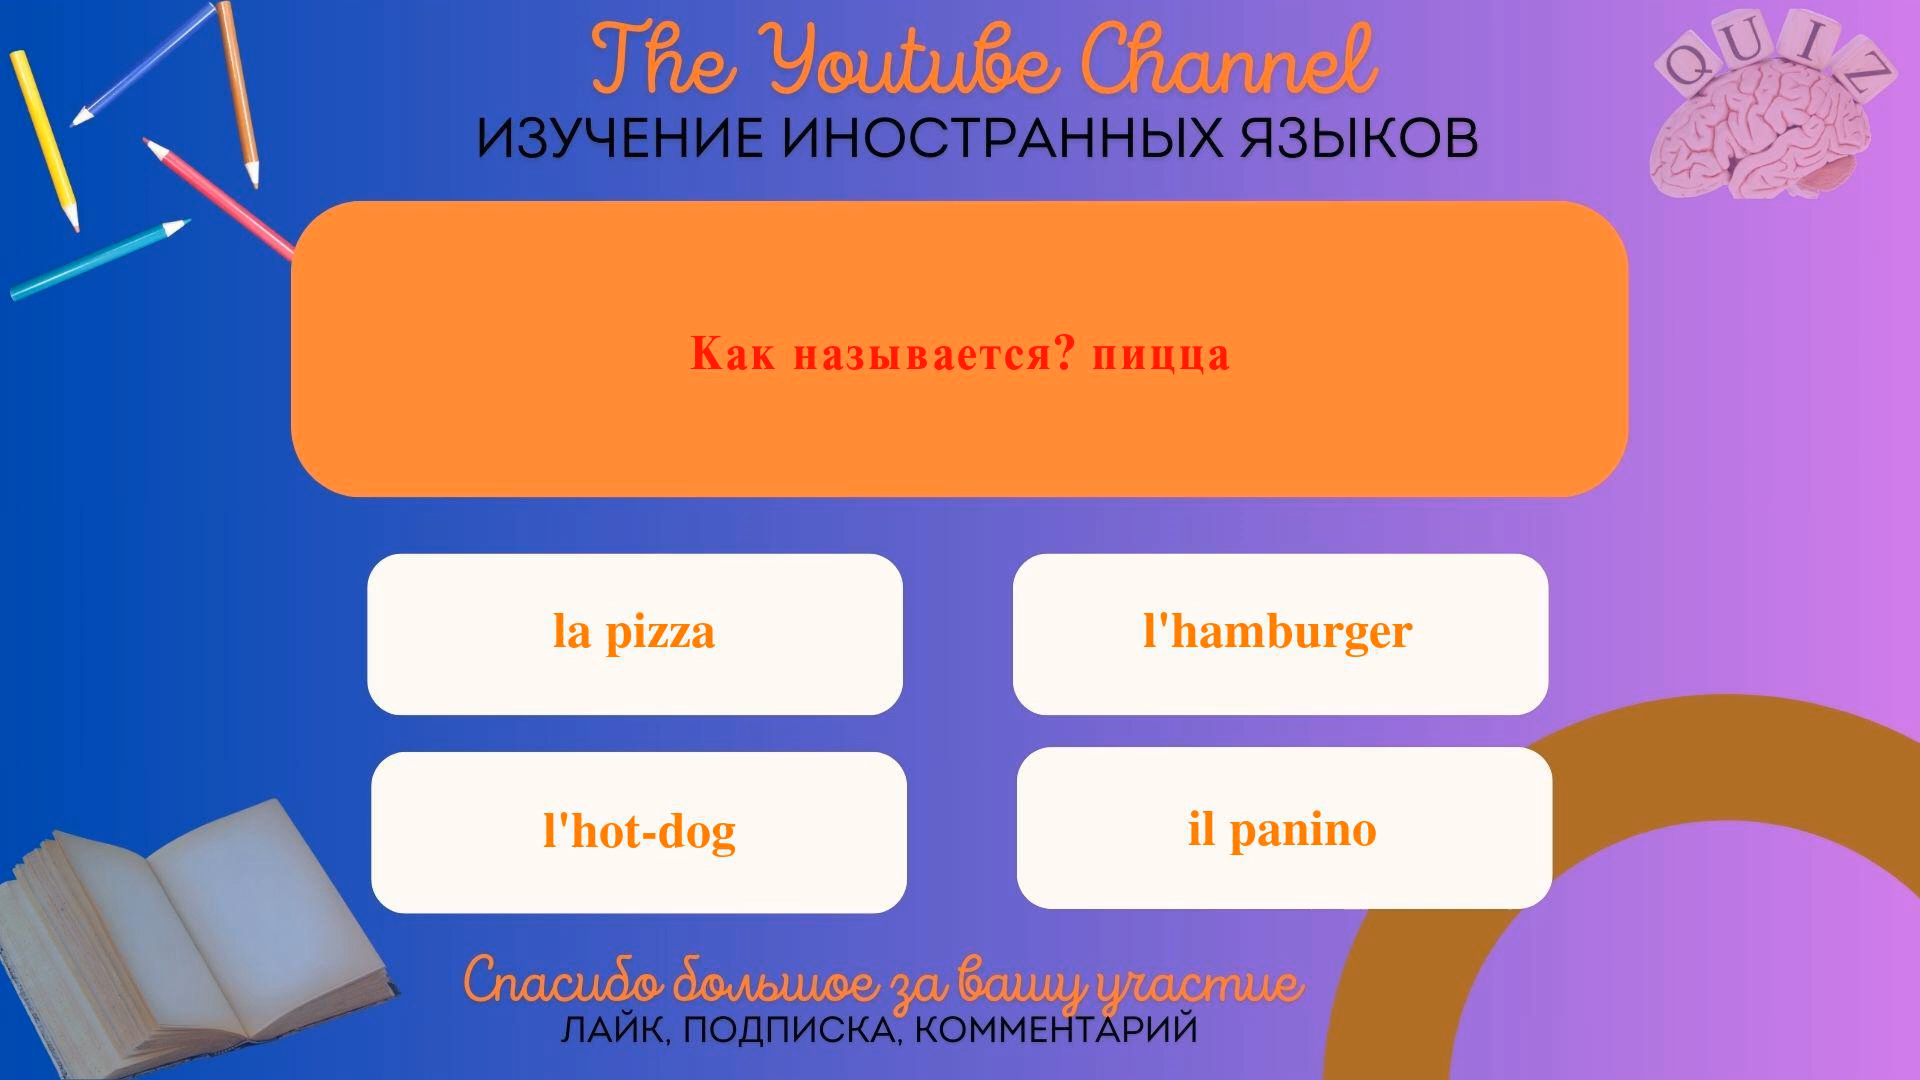 The Youtube Channel
QUIZ
ИЗУЧЕНИЕ ИНОСТРАННЫХ ЯЗЫКОВ
Как называется? пицца
la pizza
l'hamburger
l'hot-dog
il panino
Спасибо большое за вашу участие
ЛАЙК, ПОДПИСКА, КОММЕНТАРИЙ